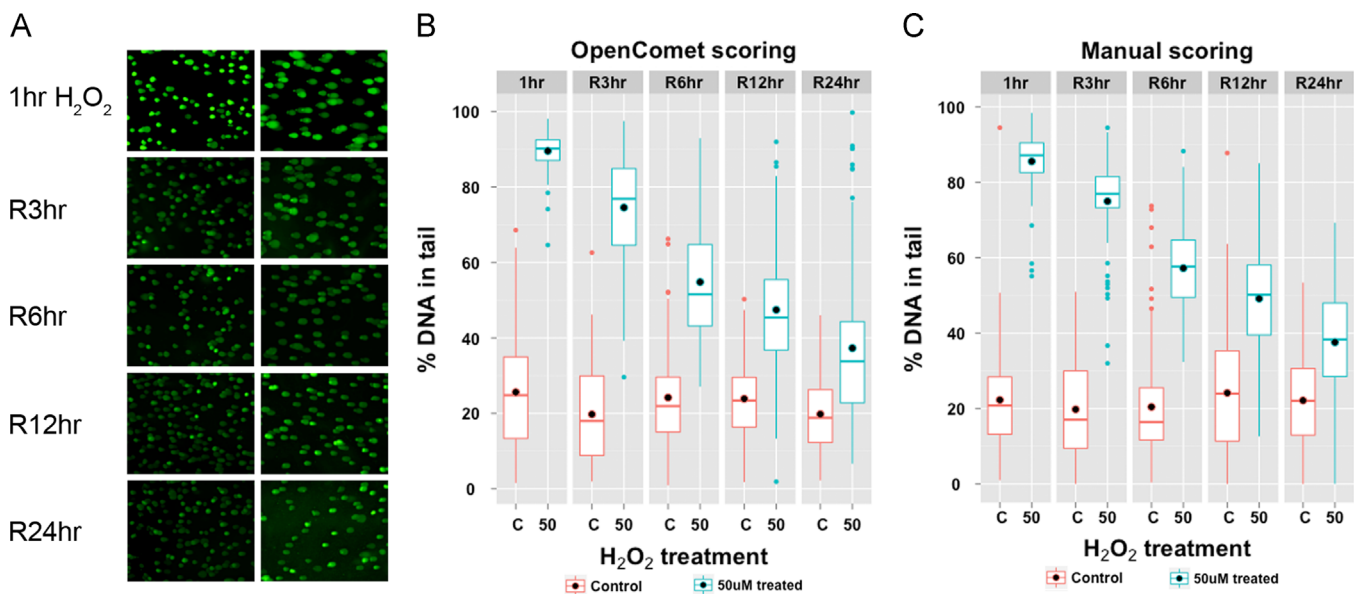 A
1hr H₂O₂
R3hr
R6hr
R12hr
R24hr
B
OpenComet scoring
1hr R3hr R6hr R12hr R24hr
% DNA in tail
100
80
60
40
20
0
C 50 C 50 C 50 C 50 C 50
H₂O₂ treatment
Control 50uM treated
C
Manual scoring
1hr R3hr R6hr R12hr R24hr
% DNA in tail
100
80
60
40
20
0
C 50 C 50 C 50 C 50 C 50
H₂O₂ treatment
Control 50uM treated